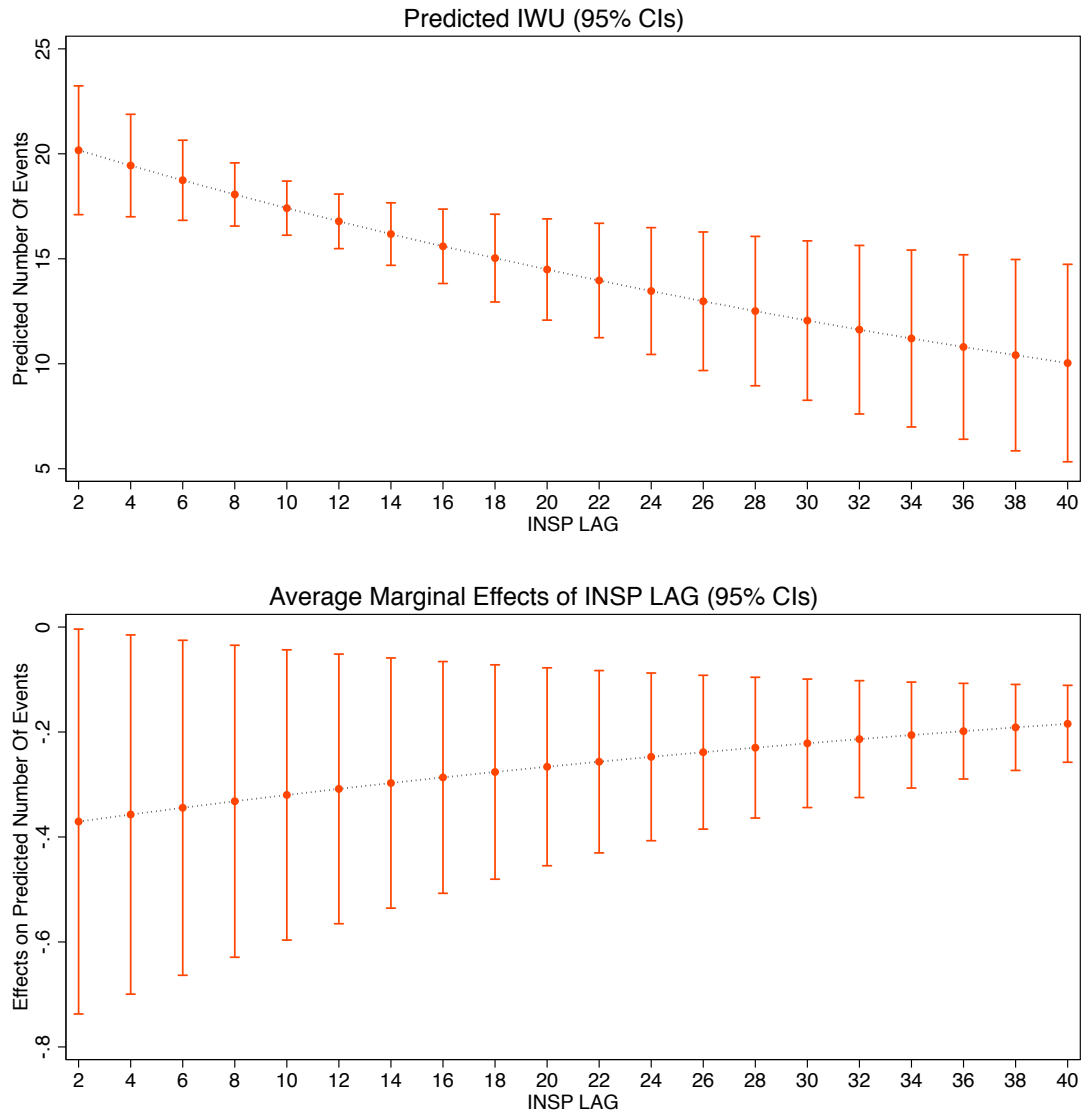 Predicted IWU (95% CIs)
Predicted Number Of Events
25
20
15
10
5
2 4 6 8 10 12 14 16 18 20 22 24 26 28 30 32 34 36 38 40
INSP LAG
Average Marginal Effects of INSP LAG (95% CIs)
Effects on Predicted Number Of Events
0
-.2
-.4
-.6
-.8
2 4 6 8 10 12 14 16 18 20 22 24 26 28 30 32 34 36 38 40
INSP LAG